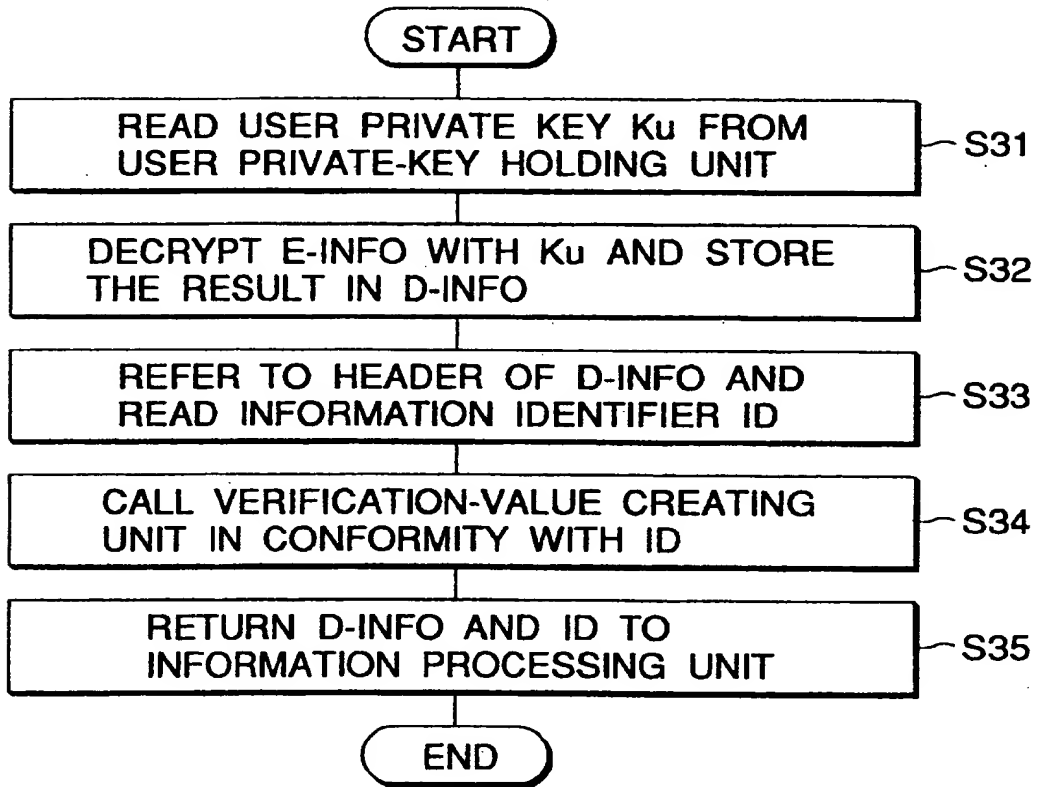 START
READ USER PRIVATE KEY Ku FROM
USER PRIVATE-KEY HOLDING UNIT
S31
DECRYPT E-INFO WITH Ku AND STORE
THE RESULT IN D-INFO
S32
REFER TO HEADER OF D-INFO AND
READ INFORMATION IDENTIFIER ID
S33
CALL VERIFICATION-VALUE CREATING
UNIT IN CONFORMITY WITH ID
S34
RETURN D-INFO AND ID TO
INFORMATION PROCESSING UNIT
S35
END